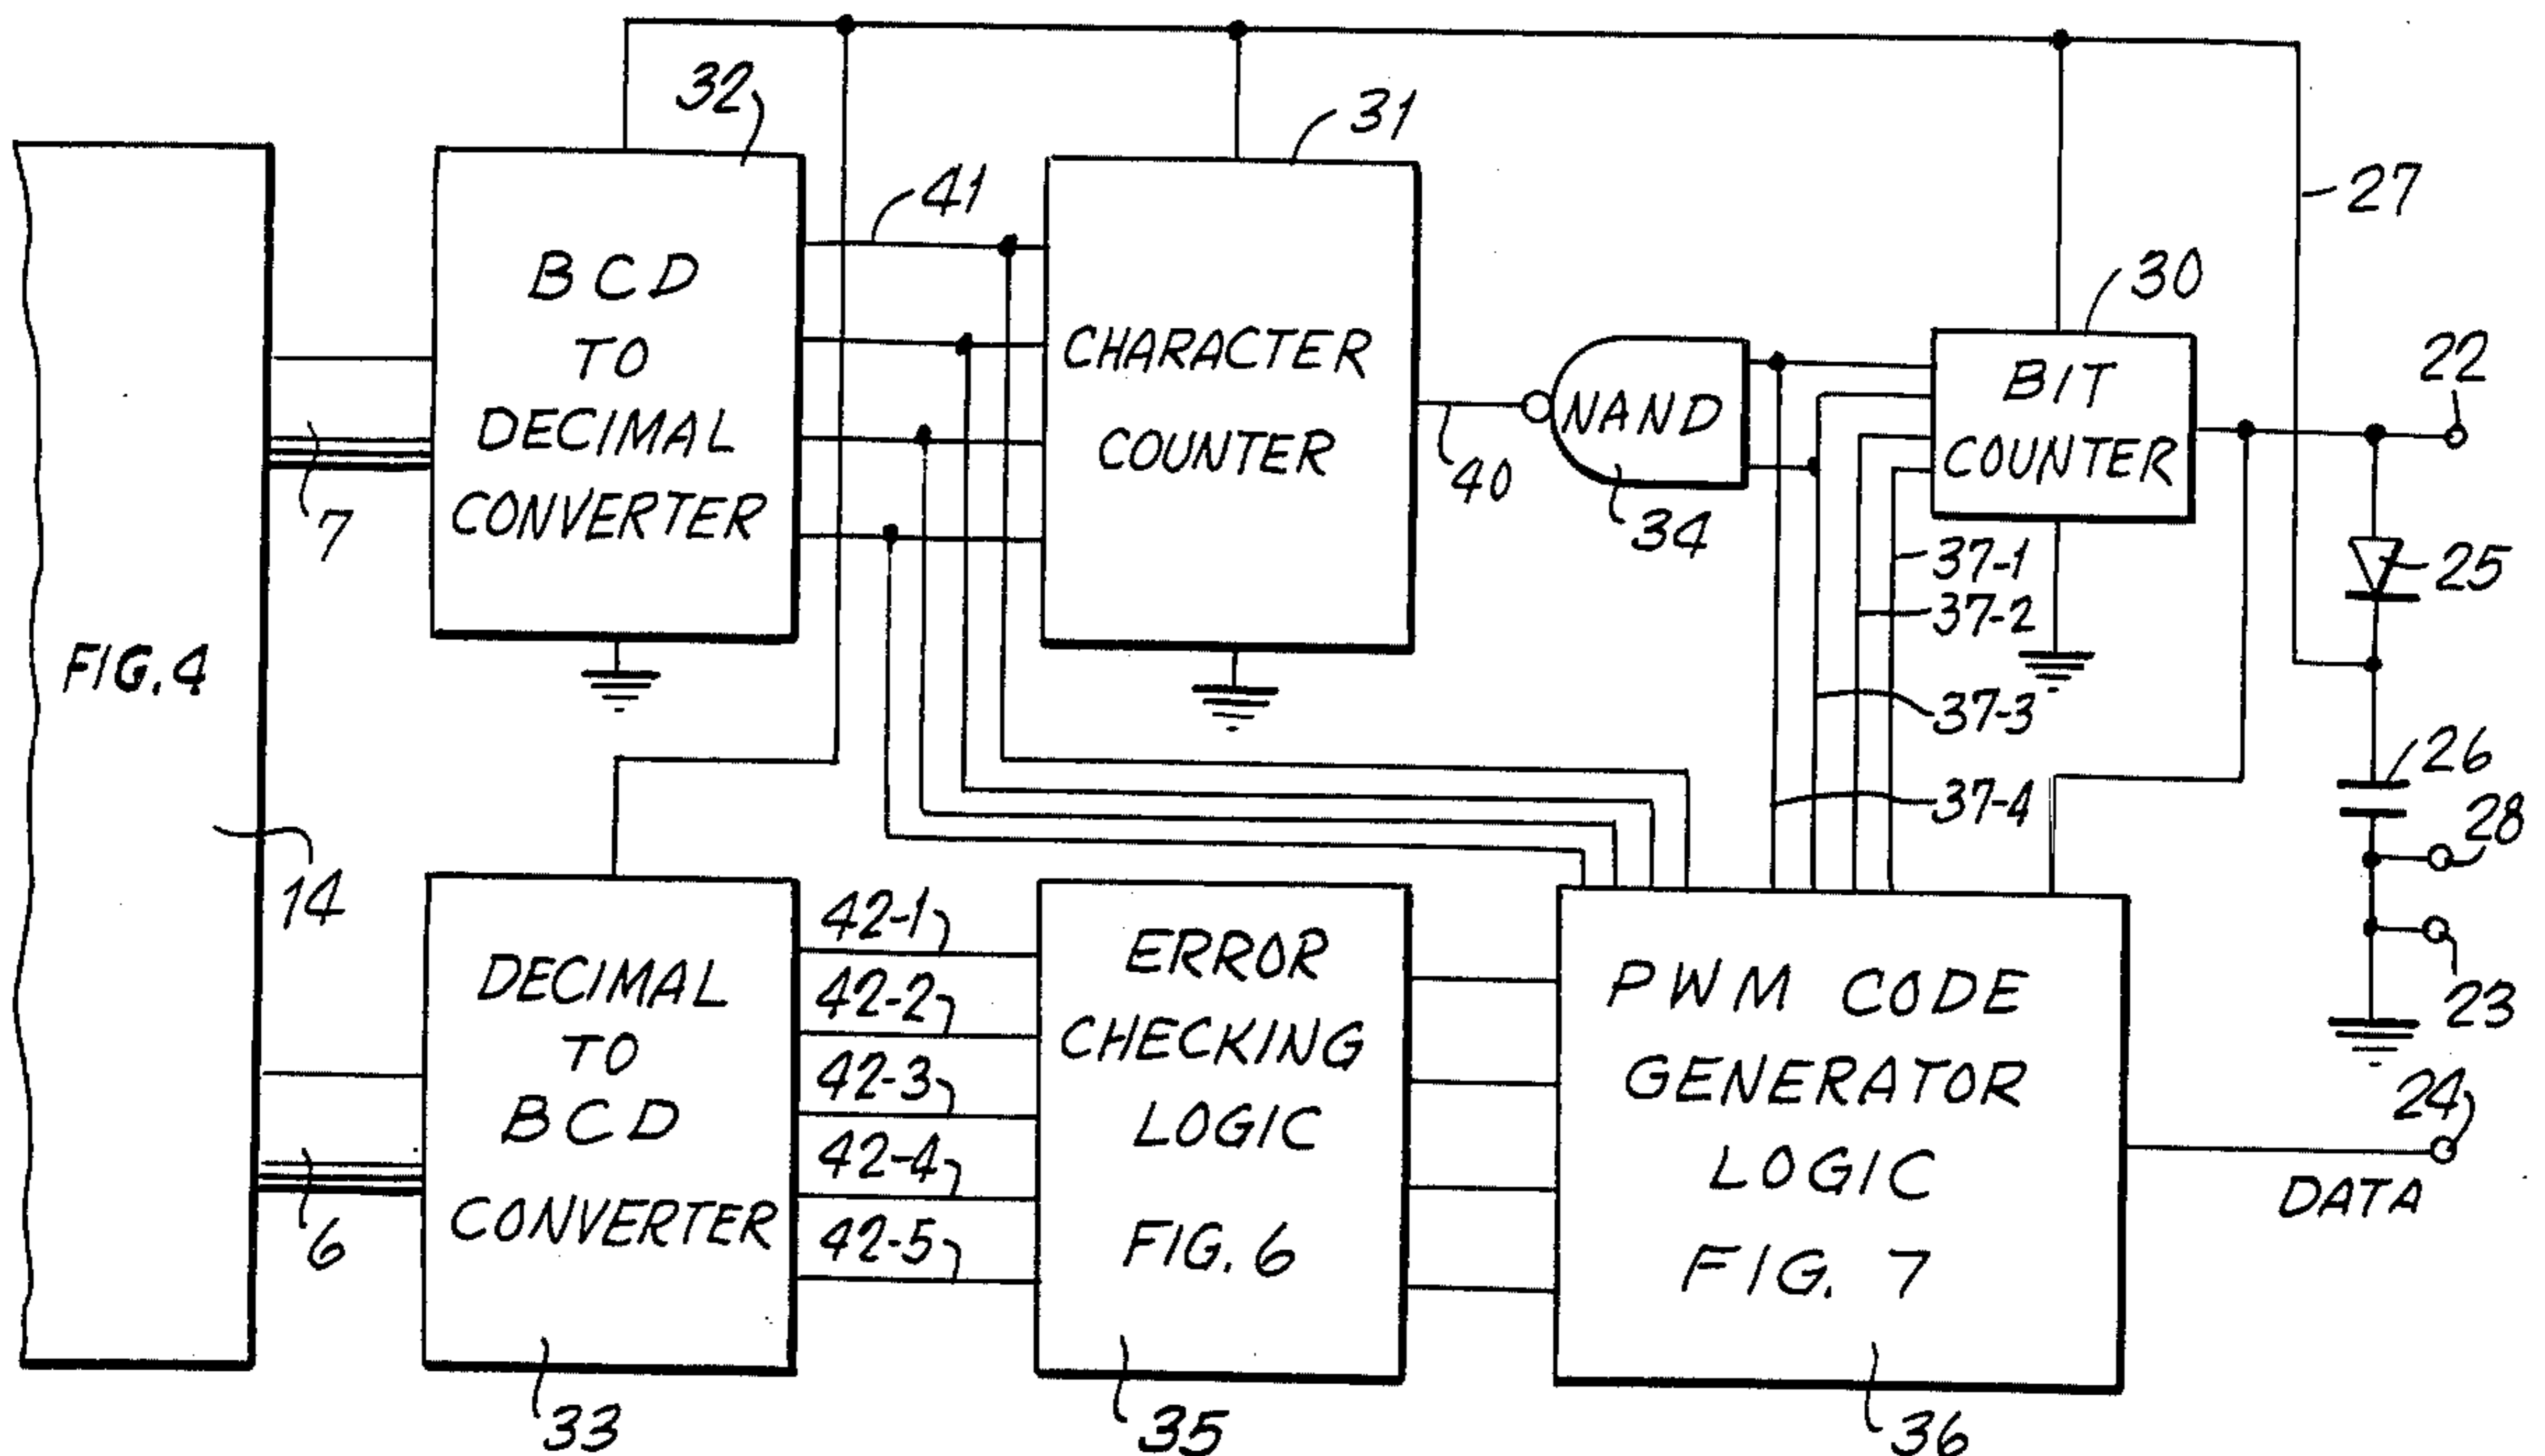 32
31
41
27
BCD
TO
DECIMAL
CONVERTER
CHARACTER
COUNTER
NAND
34
40
30
BIT
COUNTER
22
25
37-1
37-2
37-3
37-4
26
28
23
7
FIG. 4
14
6
DECIMAL
TO
BCD
CONVERTER
33
42-1
42-2
42-3
42-4
42-5
ERROR
CHECKING
LOGIC
FIG. 6
35
PWM CODE
GENERATOR
LOGIC
FIG. 7
36
24
DATA